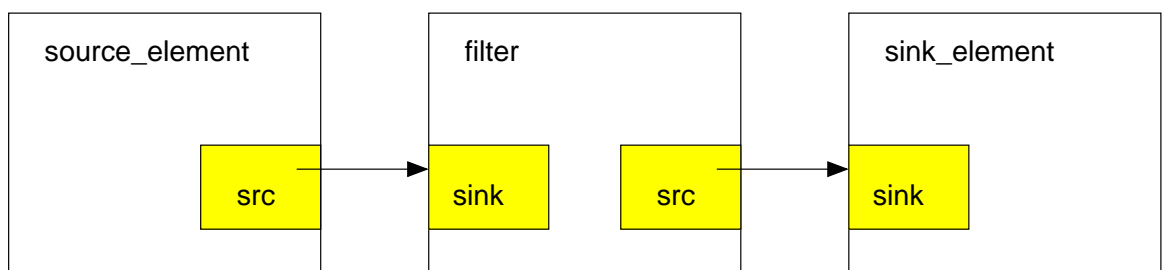 source_element
filter
sink_element
src
sink
src
sink